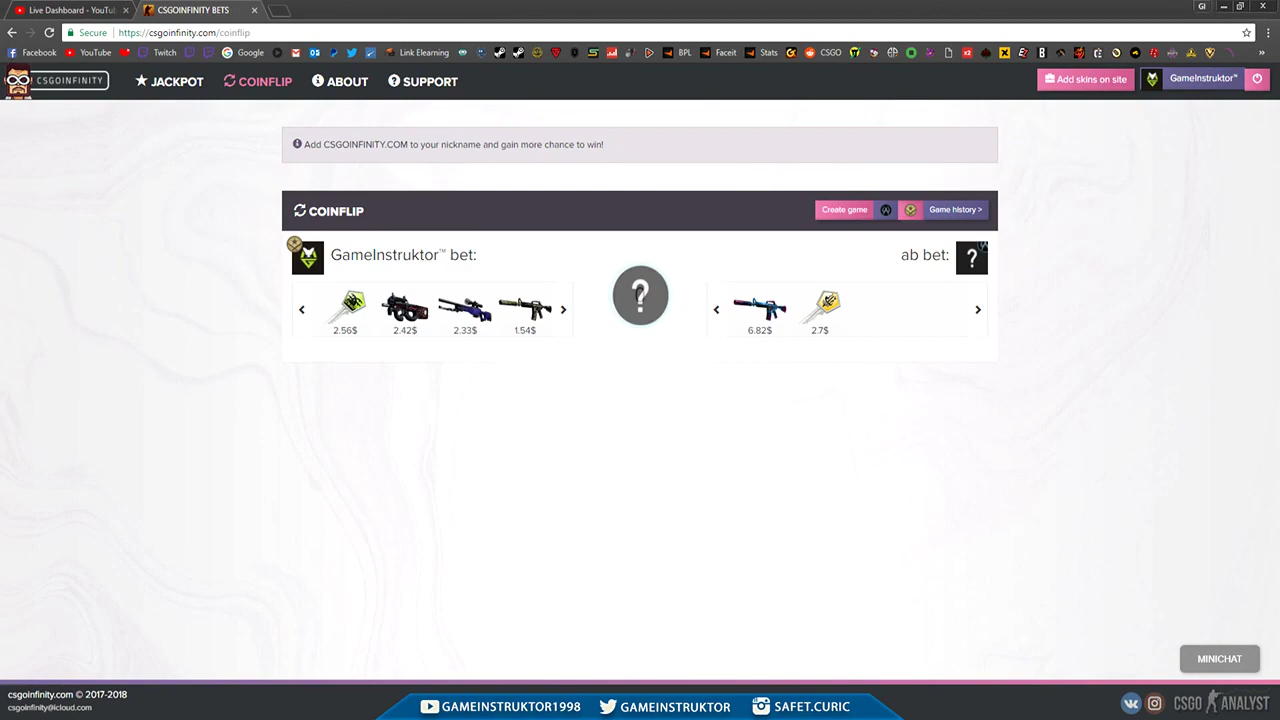 Live Dashboard - YouTu
CSGOINFINITY BETS
GI
Secure https://csgoinfinity.com/coinflip
Facebook YouTube Twitch Google Link Elearning BPL Faceit Stats CSGO
CSGOINFINITY JACKPOT COINFLIP ABOUT SUPPORT Add skins on site GameInstruktor™
Add CSGOINFINITY.COM to your nickname and gain more chance to win!
COINFLIP Create game Game history >
GameInstruktor™ bet: ab bet:
2.56$ 2.42$ 2.33$ 1.54$ 6.82$ 2.7$
MINICHAT
csgoinfinity.com © 2017-2018
csgoinfinity@icloud.com
GAMEINSTRUKTOR1998 GAMEINSTRUKTOR SAFET.CURIC
CSGO ANALYST